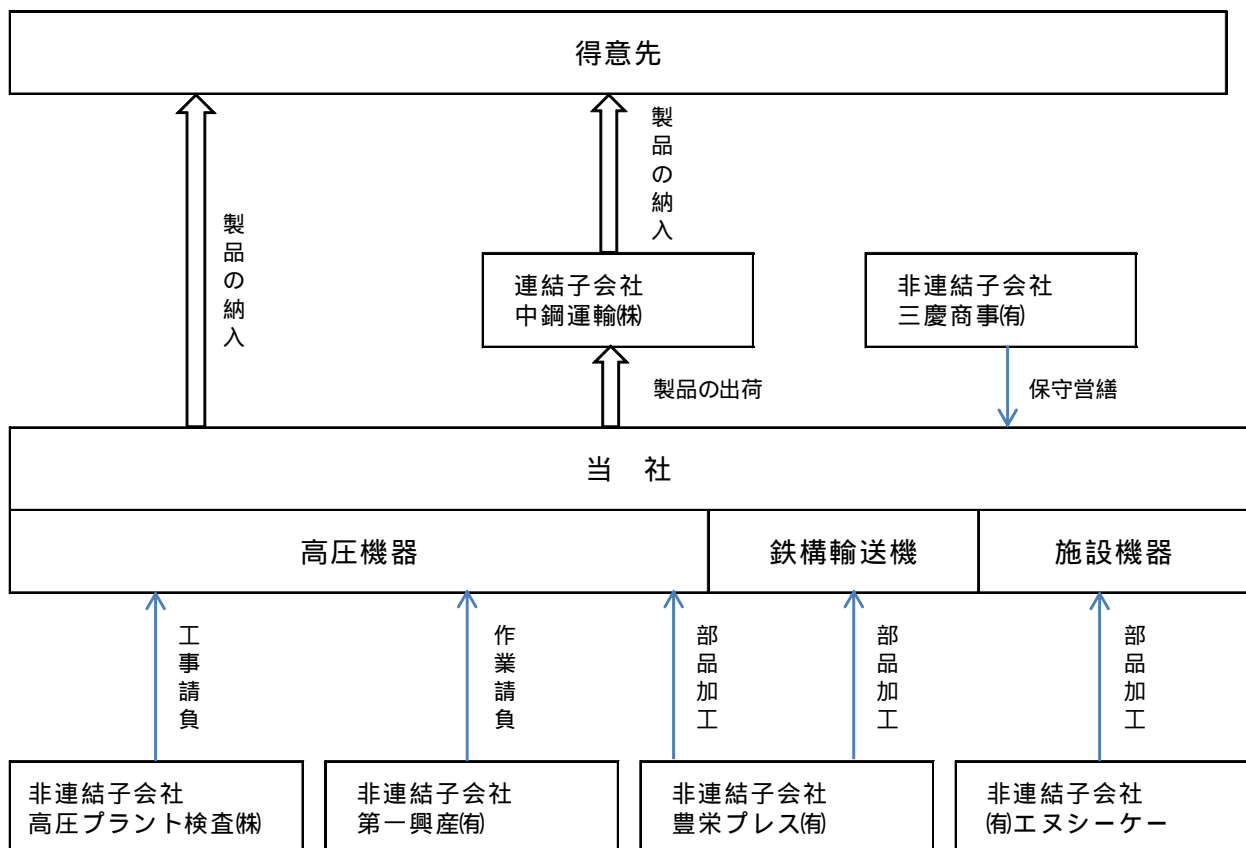 得意先
製品の納入
製品の納入
連結子会社
中鋼運輸㈱
非連結子会社
三慶商事㈲
製品の出荷
保守営繕
当　社
高圧機器
鉄構輸送機
施設機器
工事請負
作業請負
部品加工
部品加工
部品加工
非連結子会社
高圧プラント検査㈱
非連結子会社
第一興産㈲
非連結子会社
豊栄プレス㈲
非連結子会社
㈲エヌシーケー